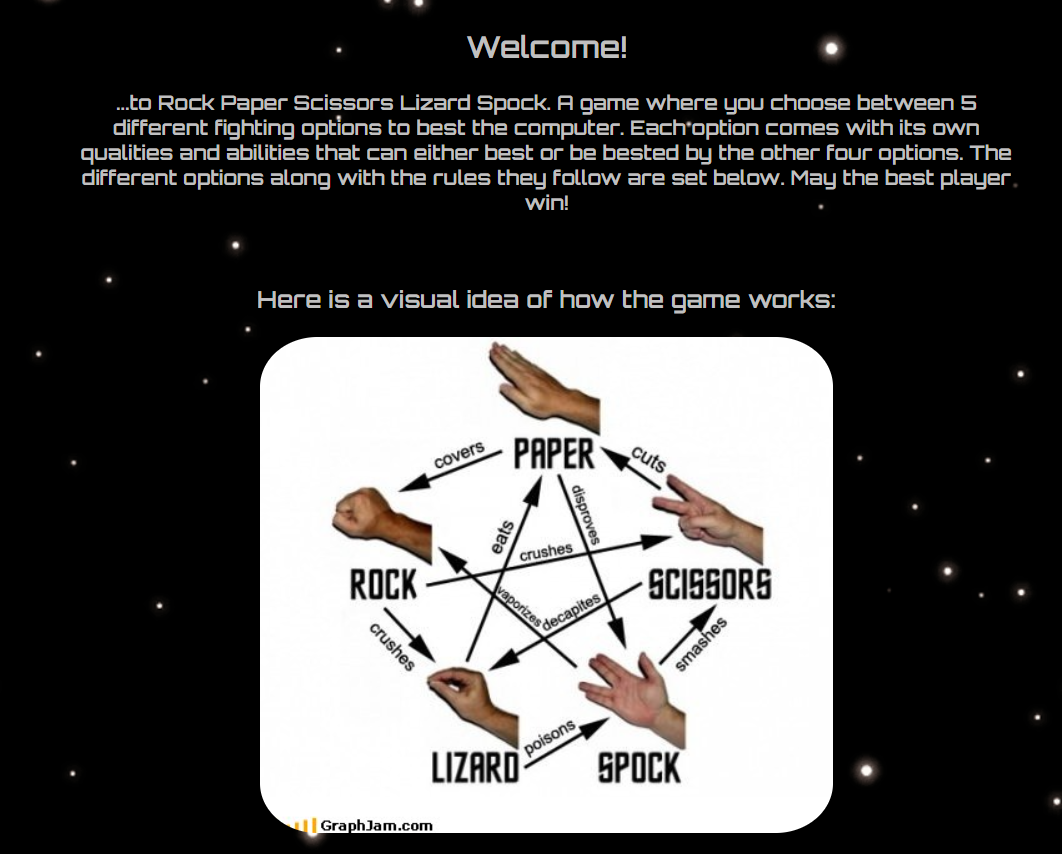 Welcome!
...to Rock Paper Scissors Lizard Spock. A game where you choose between 5
different fighting options to best the computer. Each option comes with its own
qualities and abilities that can either best or be bested by the other four options. The
different options along with the rules they follow are set below. May the best player
win!
Here is a visual idea of how the game works:
covers
PAPER
cuts
disproves
eats
crushes
ROCK
SCISSORS
vaporizes
decapites
crushes
smashes
poisons
LIZARD
SPOCK
GraphJam.com